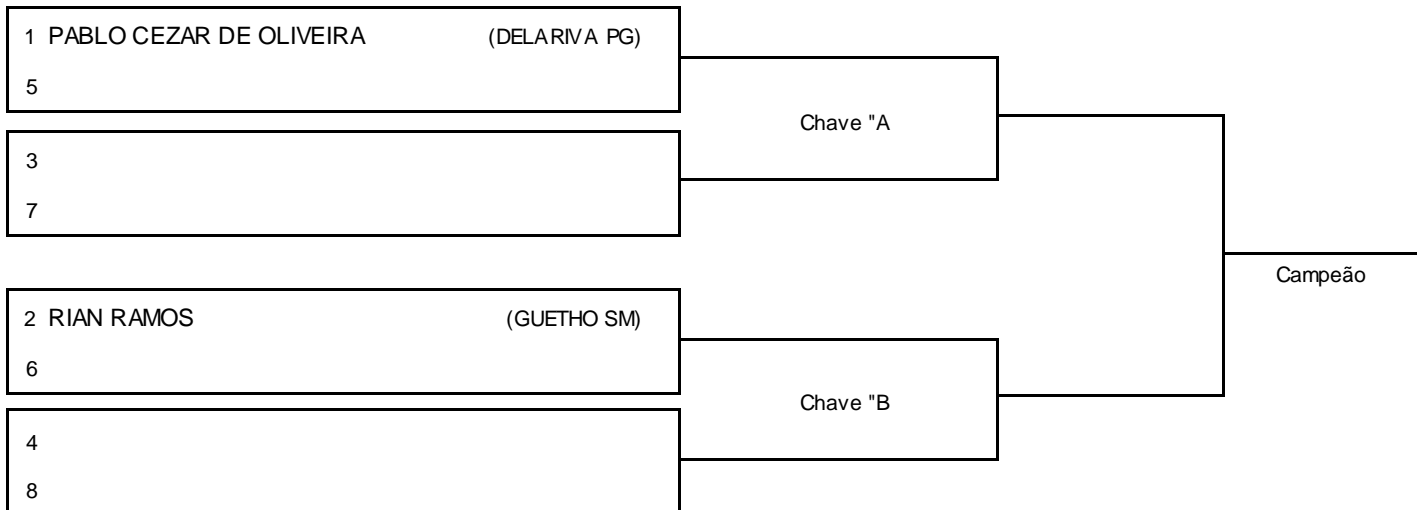 1 PABLO CEZAR DE OLIVEIRA (DELARIVA PG)
5
Chave "A
3
7
Campeão
2 RIAN RAMOS (GUETHO SM)
6
Chave "B
4
8